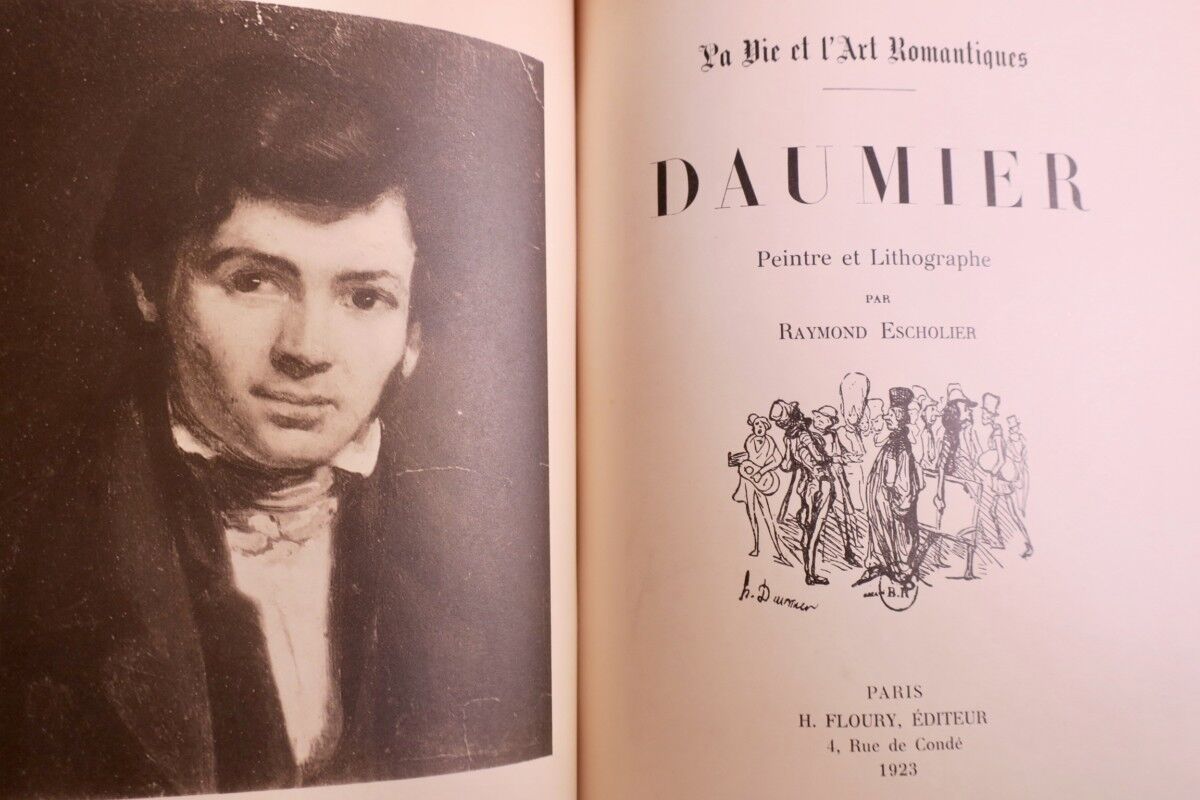 La Vie et l'Art Romantiques
DAUMIER
Peintre et Lithographe
PAR
RAYMOND ESCHOLIER
h. Daumier
B.R
PARIS
H. FLOURY, ÉDITEUR
4, Rue de Condé
1923